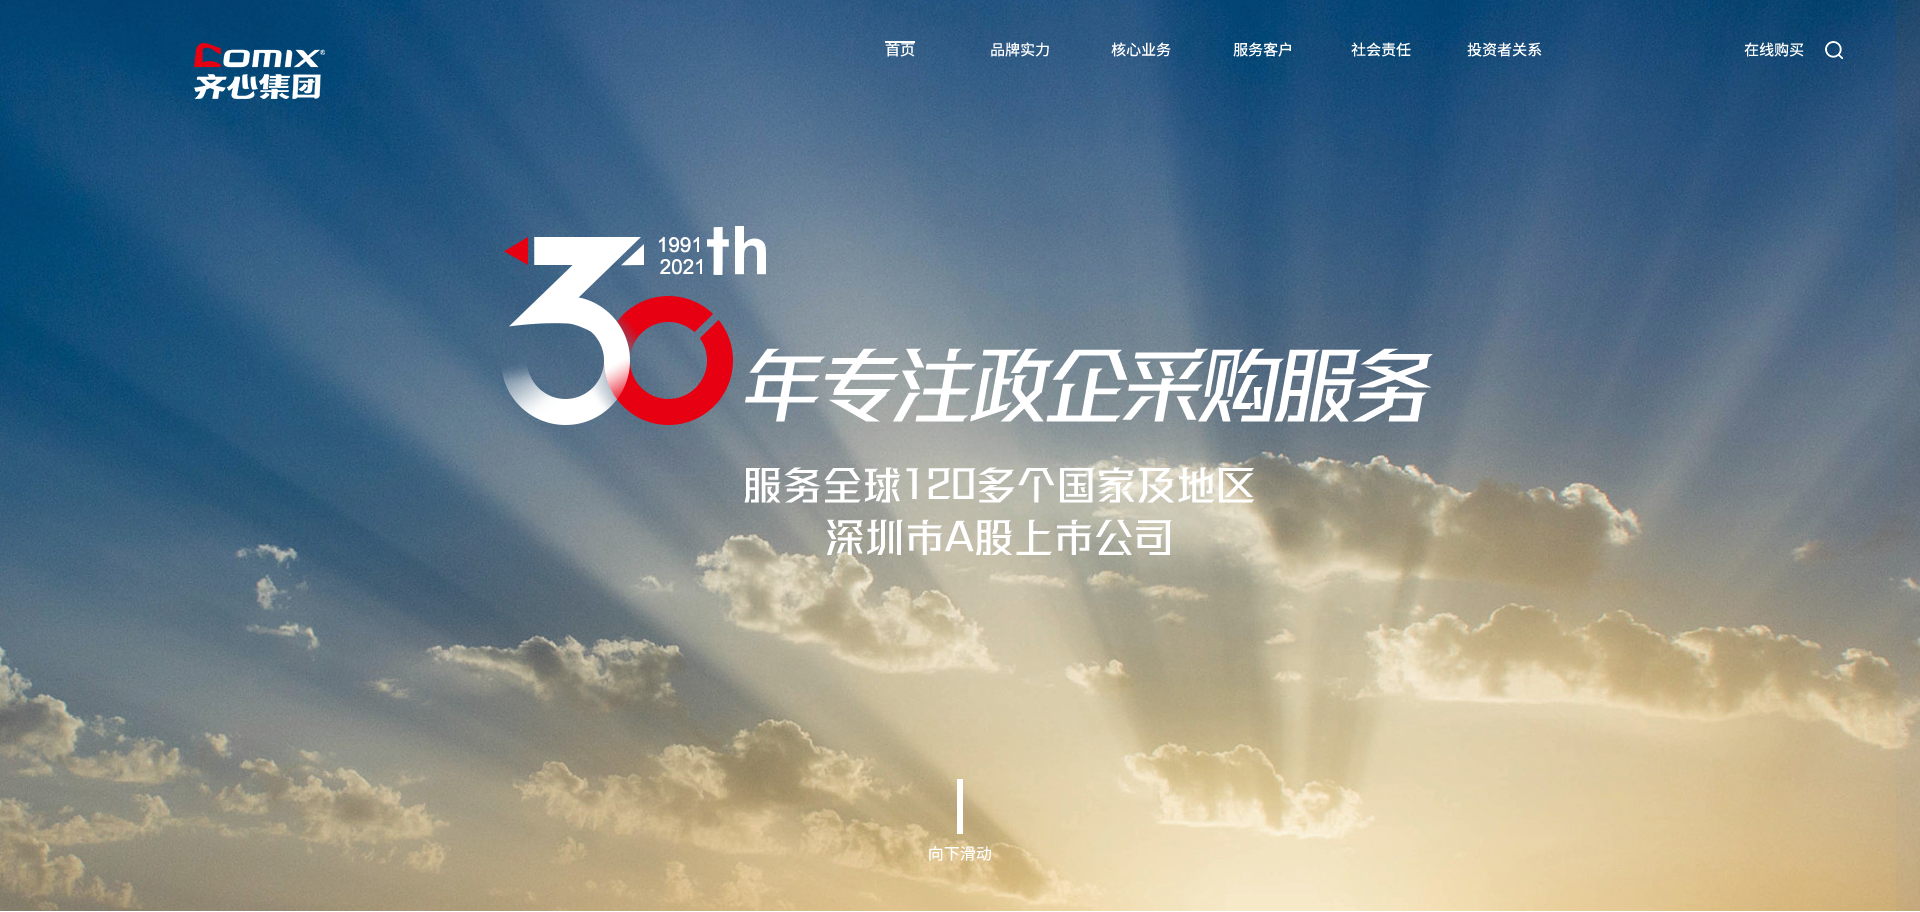 comix®
齐心集团
首页
品牌实力
核心业务
服务客户
社会责任
投资者关系
在线购买
30 1991 2021 th
年专注政企采购服务
服务全球120多个国家及地区
深圳市A股上市公司
向下滑动